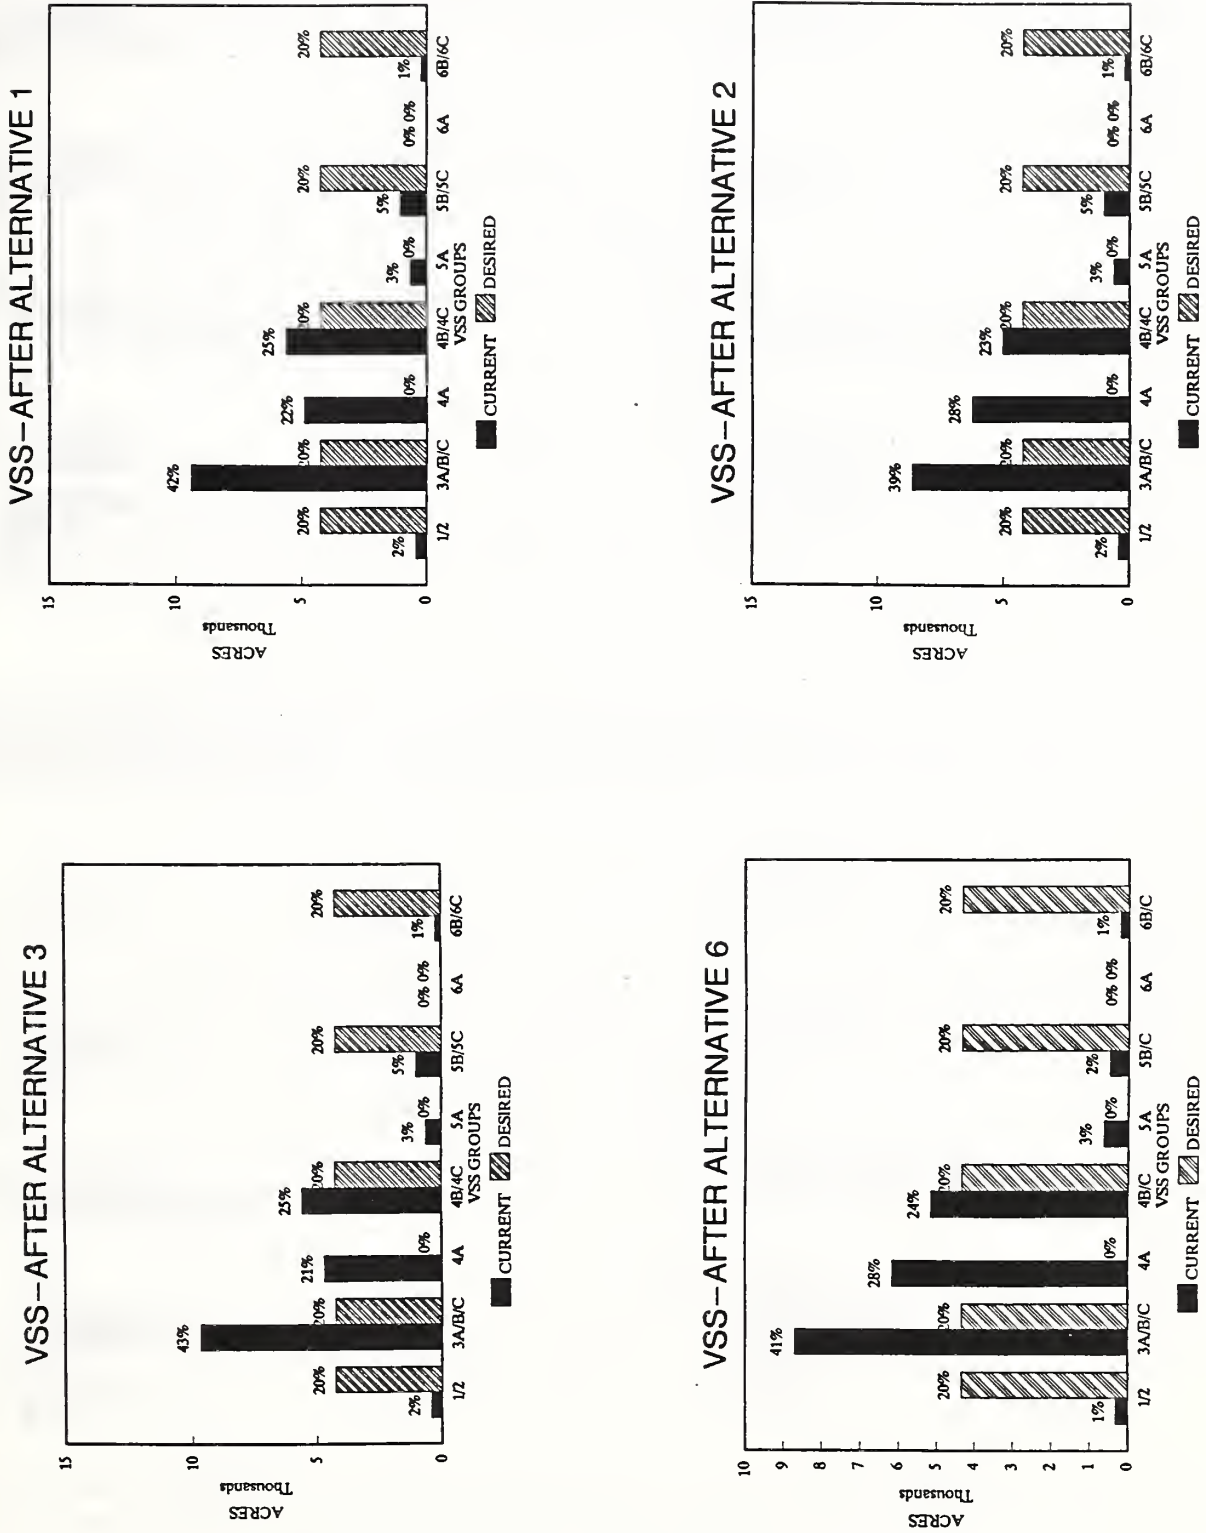 VSS-AFTER ALTERNATIVE 3
ACRES
Thousands
15
10
5
0
2%
20%
43%
20%
21%
0%
25%
20%
3%
0%
5%
20%
0%
0%
1%
20%
1/2
3A/B/C
4A
4B/4C
5A
5B/5C
6A
6B/6C
VSS GROUPS
CURRENT
DESIRED
VSS-AFTER ALTERNATIVE 1
ACRES
Thousands
15
10
5
0
2%
20%
42%
20%
22%
0%
25%
20%
3%
0%
5%
20%
0%
0%
1%
20%
1/2
3A/B/C
4A
4B/4C
5A
5B/5C
6A
6B/6C
VSS GROUPS
CURRENT
DESIRED
VSS-AFTER ALTERNATIVE 6
ACRES
Thousands
10
9
8
7
6
5
4
3
2
1
0
1%
20%
41%
20%
28%
0%
24%
20%
3%
0%
2%
20%
0%
0%
1%
20%
1/2
3A/B/C
4A
4B/C
5A
5B/C
6A
6B/C
VSS GROUPS
CURRENT
DESIRED
VSS-AFTER ALTERNATIVE 2
ACRES
Thousands
15
10
5
0
2%
20%
39%
20%
28%
0%
23%
20%
3%
0%
5%
20%
0%
0%
1%
20%
1/2
3A/B/C
4A
4B/4C
5A
5B/5C
6A
6B/6C
VSS GROUPS
CURRENT
DESIRED